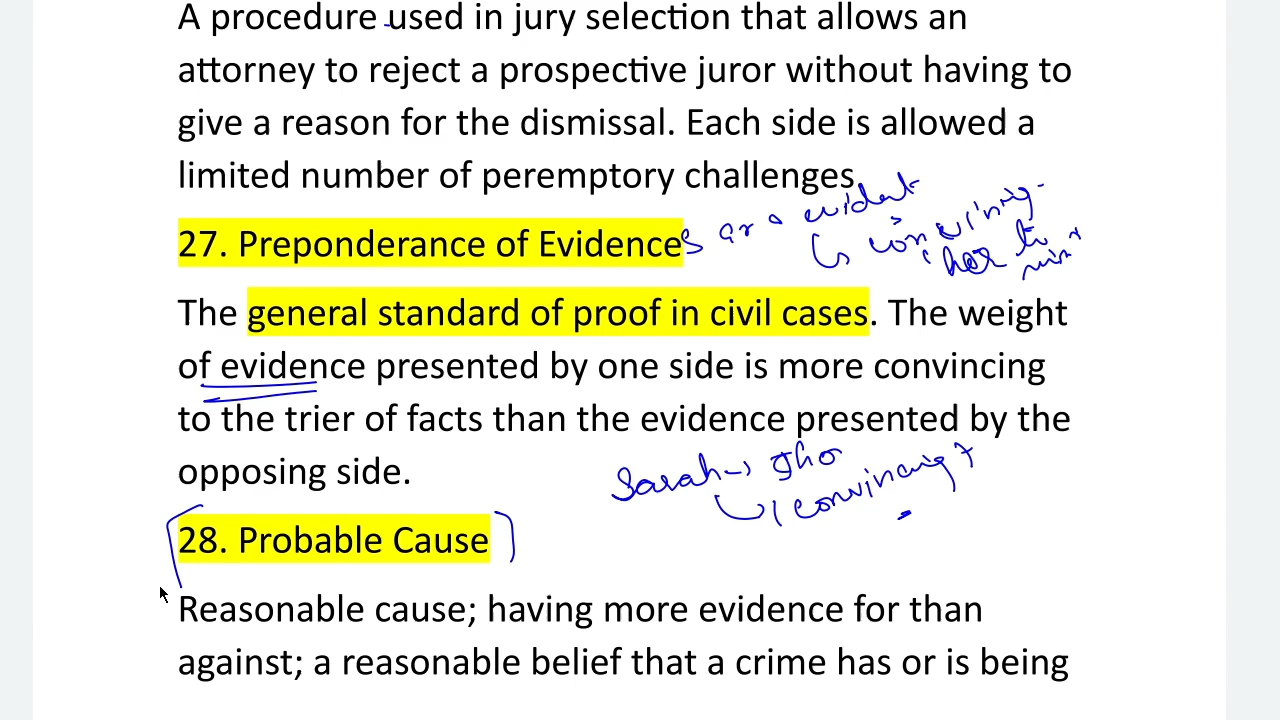 A procedure used in jury selection that allows an
attorney to reject a prospective juror without having to
give a reason for the dismissal. Each side is allowed a
limited number of peremptory challenges.
27. Preponderance of Evidence
The general standard of proof in civil cases. The weight
of evidence presented by one side is more convincing
to the trier of facts than the evidence presented by the
opposing side.
Sarah
convincing
28. Probable Cause
Reasonable cause; having more evidence for than
against; a reasonable belief that a crime has or is being